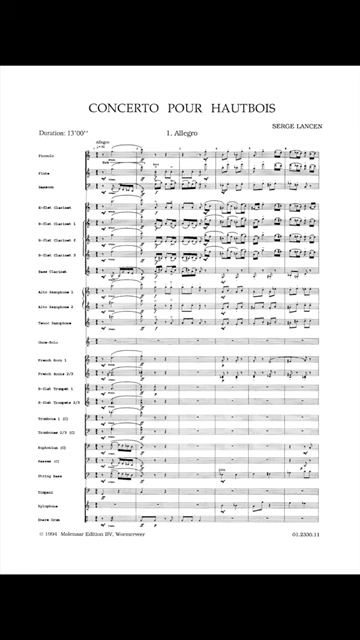 CONCERTO POUR HAUTBOIS
SERGE LANCEN
Duration: 13'00''
1. Allegro
Allegro
Piccolo
Flute
Bassoon
E-flat Clarinet
B-flat Clarinet 1
B-flat Clarinet 2
B-flat Clarinet 3
Bass Clarinet
Alto Saxophone 1
Alto Saxophone 2
Tenor Saxophone
Oboe-Solo
French Horn 1
French Horns 2/3
B-flat Trumpet 1
B-flat Trumpets 2/3
Trombone 1 (C)
Trombones 2/3 (C)
Euphonium (C)
Basses (C)
String Bass
Timpani
Xylophone
Snare Drum
© 1994 Molenaar Edition BV, Wormerveer
01.2330.11